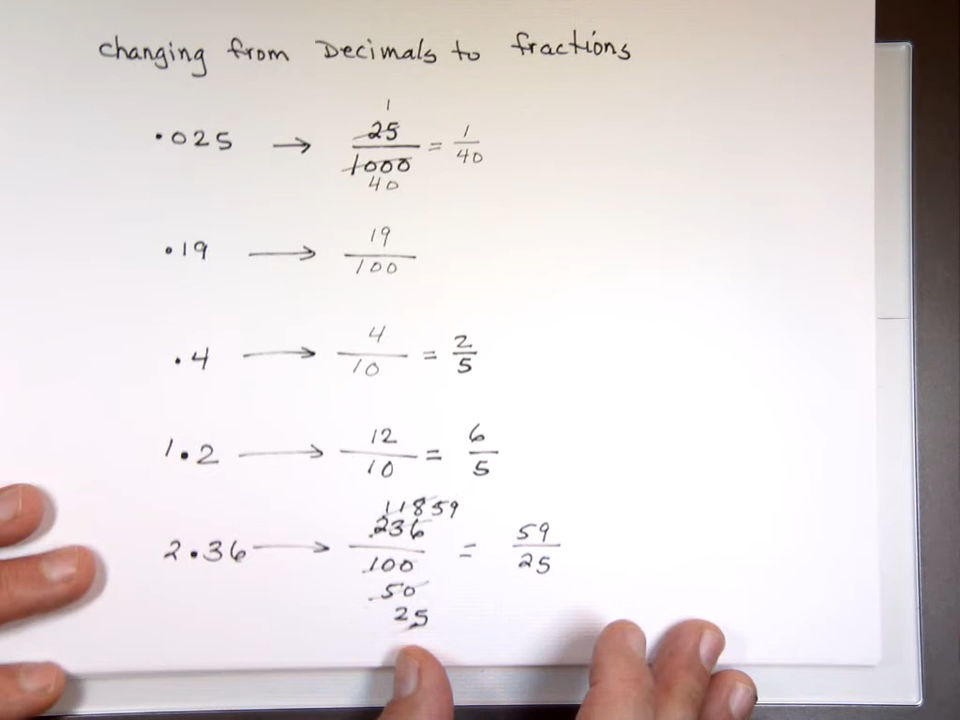 changing from Decimals to fractions
1
.025 → 25/1000 = 1/40
40
.19 → 19/100
.4 → 4/10 = 2/5
1.2 → 12/10 = 6/5
118 59
2.36 → 236/100 = 59/25
50
25